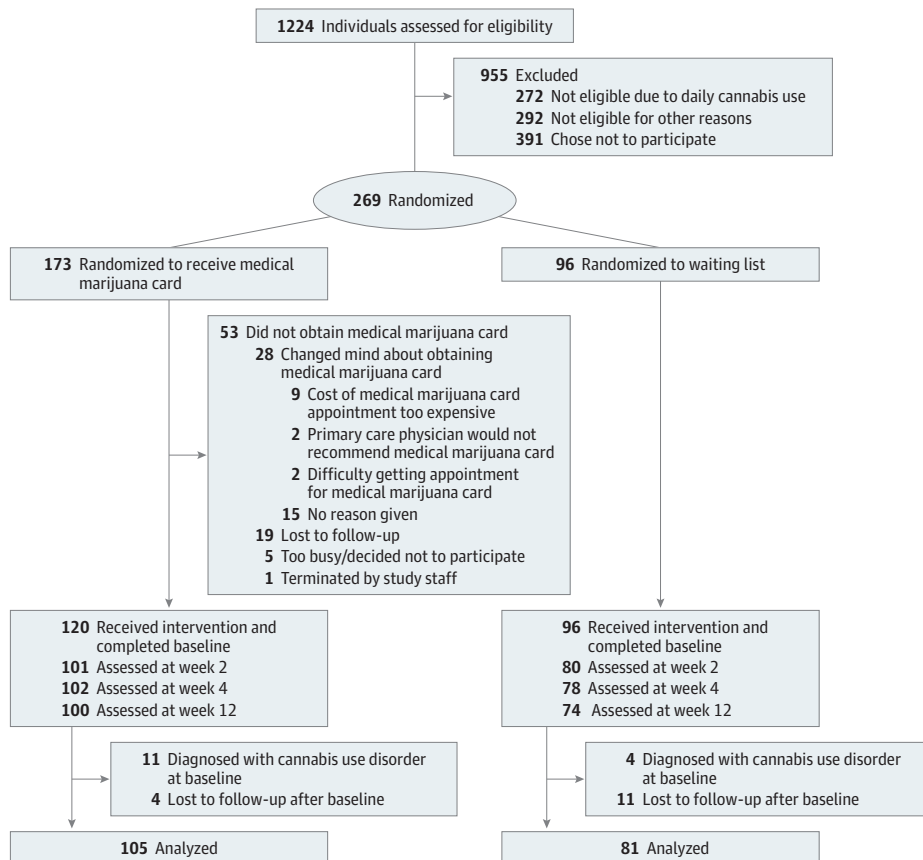 1224 Individuals assessed for eligibility
955 Excluded
272 Not eligible due to daily cannabis use
292 Not eligible for other reasons
391 Chose not to participate
269 Randomized
173 Randomized to receive medical
marijuana card
96 Randomized to waiting list
53 Did not obtain medical marijuana card
28 Changed mind about obtaining
medical marijuana card
9 Cost of medical marijuana card
appointment too expensive
2 Primary care physician would not
recommend medical marijuana card
2 Difficulty getting appointment
for medical marijuana card
15 No reason given
19 Lost to follow-up
5 Too busy/decided not to participate
1 Terminated by study staff
120 Received intervention and
completed baseline
101 Assessed at week 2
102 Assessed at week 4
100 Assessed at week 12
96 Received intervention and
completed baseline
80 Assessed at week 2
78 Assessed at week 4
74 Assessed at week 12
11 Diagnosed with cannabis use disorder
at baseline
4 Lost to follow-up after baseline
4 Diagnosed with cannabis use disorder
at baseline
11 Lost to follow-up after baseline
105 Analyzed
81 Analyzed